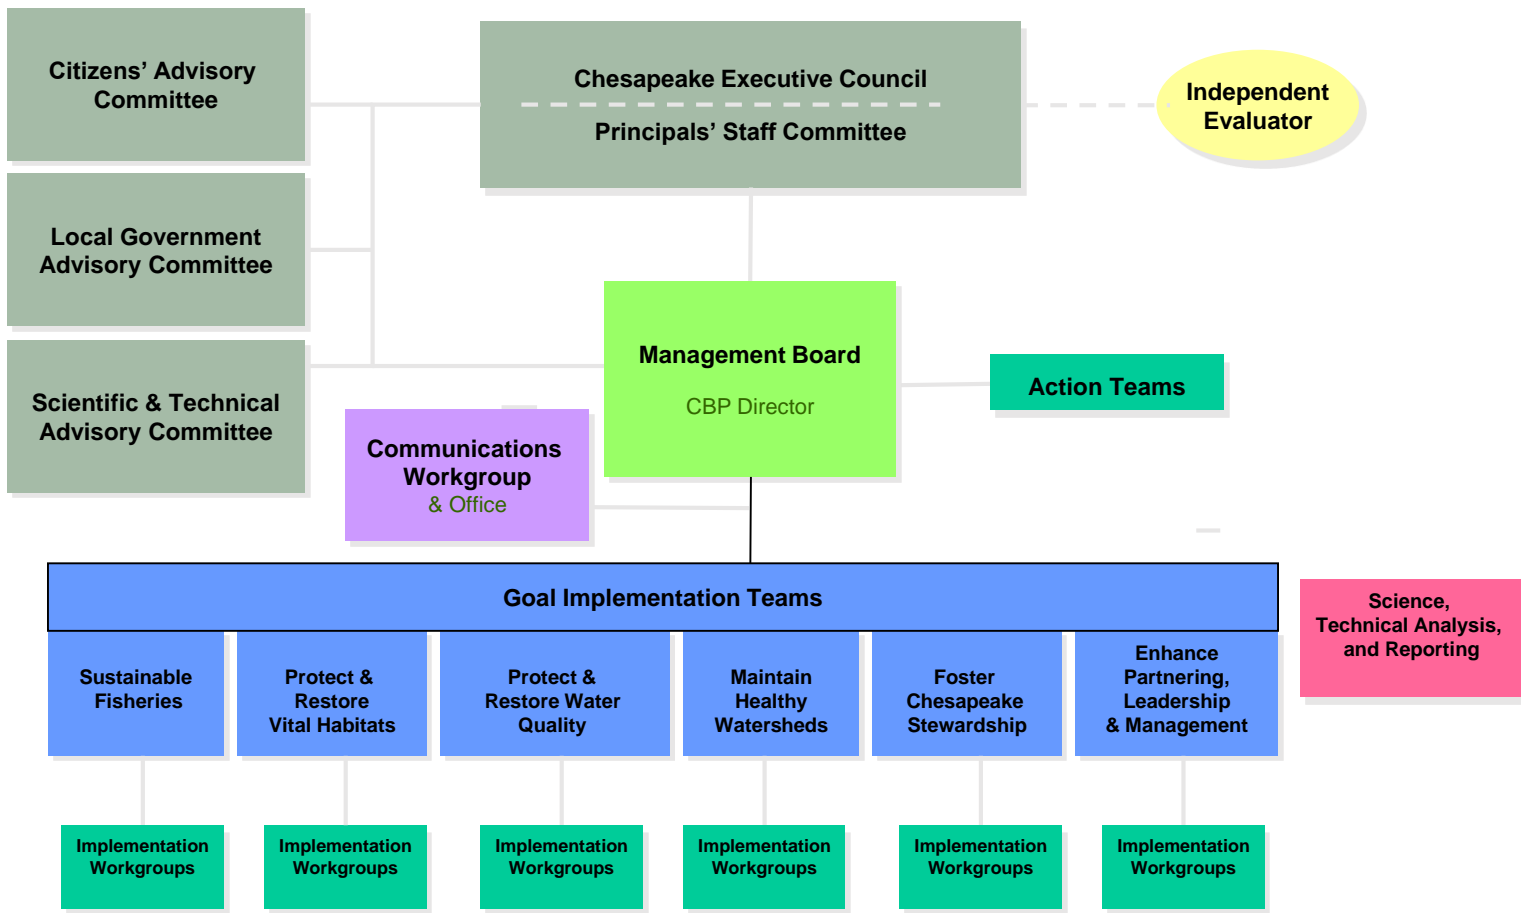 Citizens’ Advisory
Committee
Chesapeake Executive Council
Principals’ Staff Committee
Independent
Evaluator
Local Government
Advisory Committee
Scientific & Technical
Advisory Committee
Management Board
CBP Director
Action Teams
Communications
Workgroup
& Office
Goal Implementation Teams
Science,
Technical Analysis,
and Reporting
Sustainable
Fisheries
Protect &
Restore
Vital Habitats
Protect &
Restore Water
Quality
Maintain
Healthy
Watersheds
Foster
Chesapeake
Stewardship
Enhance
Partnering,
Leadership
& Management
Implementation
Workgroups
Implementation
Workgroups
Implementation
Workgroups
Implementation
Workgroups
Implementation
Workgroups
Implementation
Workgroups